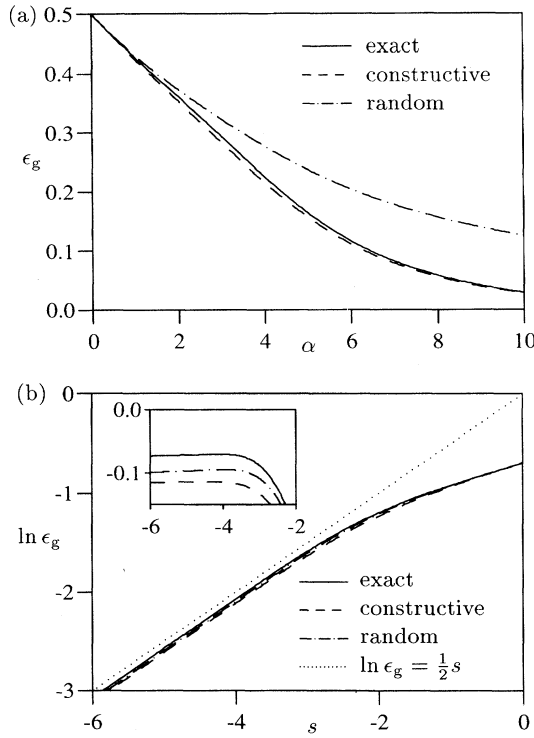 (a)
0.5
0.4
0.3
0.2
0.1
0.0
ϵg
exact
constructive
random
0 2 4 6 8 10
α
(b)
0
-1
-2
-3
ln ϵg
0.0
-0.1
-6 -4 -2
exact
constructive
random
ln ϵg = ½ s
-6 -4 -2 0
s